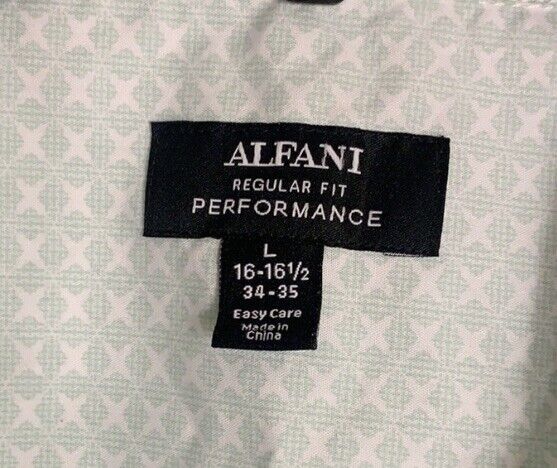 ALFANI
REGULAR FIT
PERFORMANCE
L
16-16½
34-35
Easy Care
Made in
China